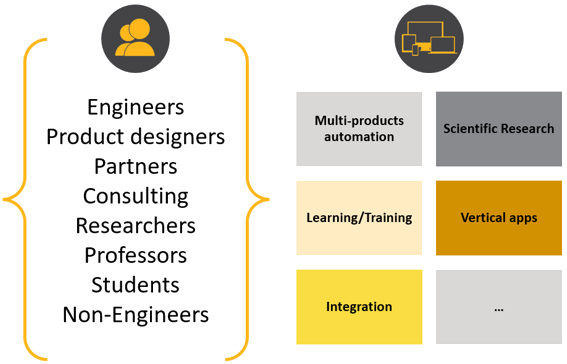 Engineers
Product designers
Partners
Consulting
Researchers
Professors
Students
Non-Engineers
Multi-products
automation
Scientific Research
Learning/Training
Vertical apps
Integration
...